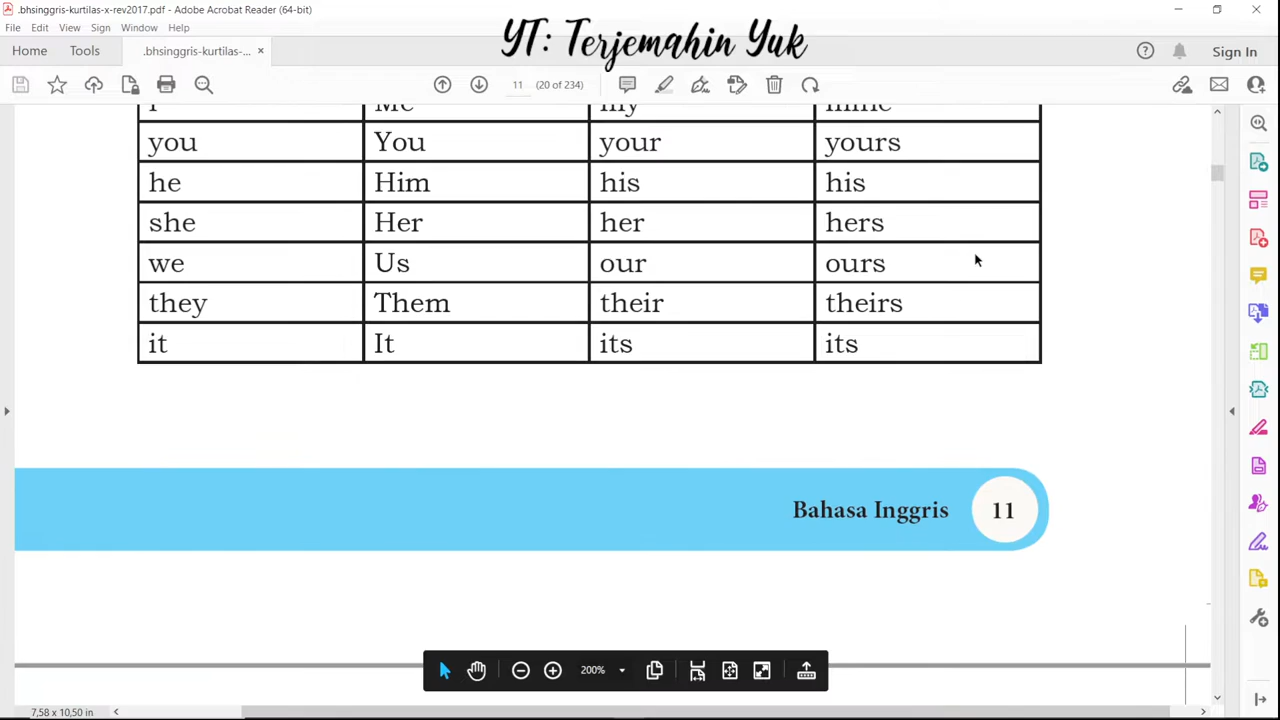 .bhsinggris-kurtilas-x-rev2017.pdf - Adobe Acrobat Reader (64-bit)
File Edit View Sign Window Help
YT: Terjemahin Yuk
Home Tools .bhsinggris-kurtilas-... × Sign In
11 (20 of 234)
Me my mine
you You your yours
he Him his his
she Her her hers
we Us our ours
they Them their theirs
it It its its
Bahasa Inggris 11
200%
7,58 x 10,50 in